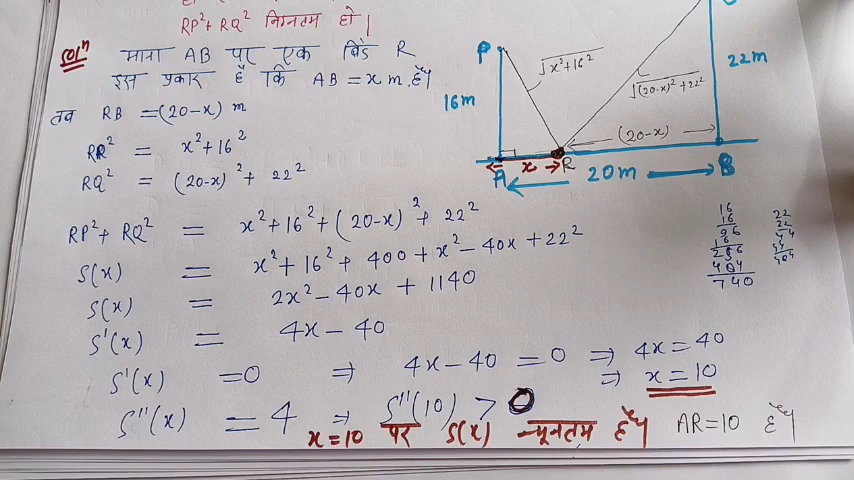 RP² + RQ² निम्नतम हो |
Solⁿ माना AB पर एक बिंदु R
इस प्रकार है कि AB = x m. है।
तब RB = (20-x) m
RR² = x² + 16²
RQ² = (20-x)² + 22²
RP² + RQ² = x² + 16² + (20-x)² + 22²
S(x) = x² + 16² + 400 + x² - 40x + 22²
S(x) = 2x² - 40x + 1140
S'(x) = 4x - 40
S'(x) = 0 ⇒ 4x - 40 = 0 ⇒ 4x = 40
⇒ x = 10
S''(x) = 4 ⇒ S''(10) > 0
x = 10 पर S(x) न्यूनतम है। AR = 10 है।
P
√x²+16²
√(20-x)²+22²
22m
16m
(20-x)
x R
A 20m B
16
16
96
16
256
484
740
22
22
44
44
484